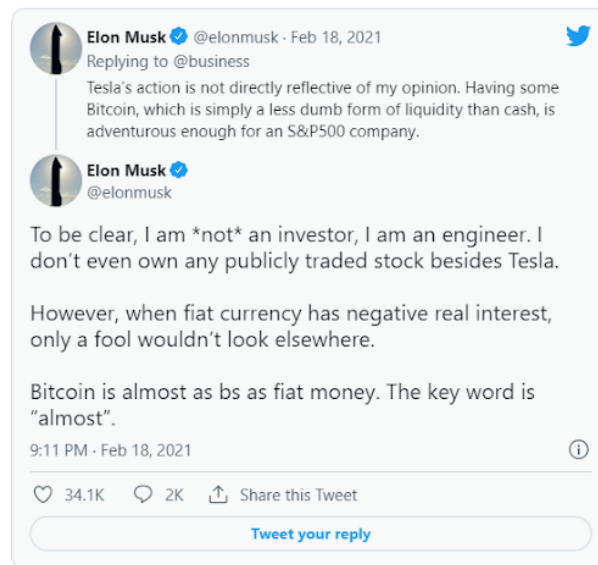 Elon Musk @elonmusk · Feb 18, 2021
Replying to @business
Tesla's action is not directly reflective of my opinion. Having some
Bitcoin, which is simply a less dumb form of liquidity than cash, is
adventurous enough for an S&P500 company.
Elon Musk
@elonmusk
To be clear, I am *not* an investor, I am an engineer. I
don't even own any publicly traded stock besides Tesla.
However, when fiat currency has negative real interest,
only a fool wouldn't look elsewhere.
Bitcoin is almost as bs as fiat money. The key word is
“almost”.
9:11 PM · Feb 18, 2021
34.1K 2K Share this Tweet
Tweet your reply